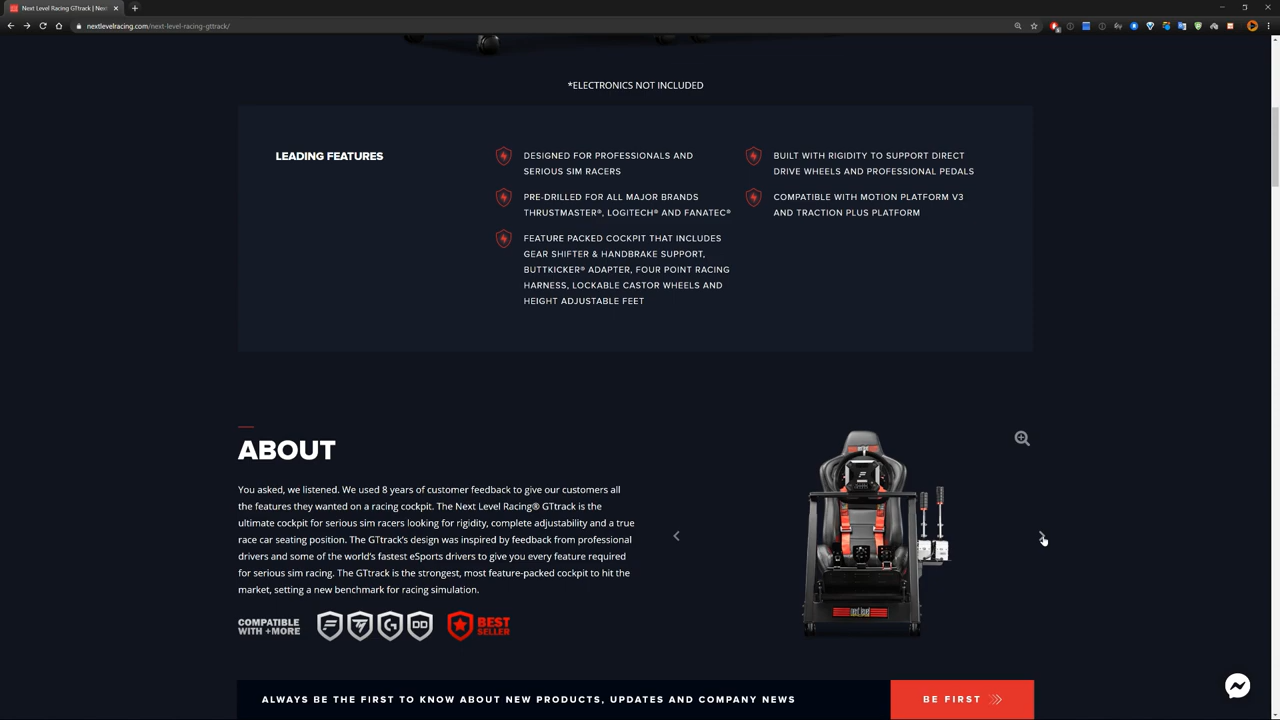 Next Level Racing GTtrack | Next
nextlevelracing.com/next-level-racing-gttrack/
*ELECTRONICS NOT INCLUDED
LEADING FEATURES
DESIGNED FOR PROFESSIONALS AND
SERIOUS SIM RACERS
PRE-DRILLED FOR ALL MAJOR BRANDS
THRUSTMASTER®, LOGITECH® AND FANATEC®
FEATURE PACKED COCKPIT THAT INCLUDES
GEAR SHIFTER & HANDBRAKE SUPPORT,
BUTTKICKER® ADAPTER, FOUR POINT RACING
HARNESS, LOCKABLE CASTOR WHEELS AND
HEIGHT ADJUSTABLE FEET
BUILT WITH RIGIDITY TO SUPPORT DIRECT
DRIVE WHEELS AND PROFESSIONAL PEDALS
COMPATIBLE WITH MOTION PLATFORM V3
AND TRACTION PLUS PLATFORM
ABOUT
You asked, we listened. We used 8 years of customer feedback to give our customers all
the features they wanted on a racing cockpit. The Next Level Racing® GTtrack is the
ultimate cockpit for serious sim racers looking for rigidity, complete adjustability and a true
race car seating position. The GTtrack's design was inspired by feedback from professional
drivers and some of the world's fastest eSports drivers to give you every feature required
for serious sim racing. The GTtrack is the strongest, most feature-packed cockpit to hit the
market, setting a new benchmark for racing simulation.
COMPATIBLE
WITH +MORE
DD
BEST
SELLER
ALWAYS BE THE FIRST TO KNOW ABOUT NEW PRODUCTS, UPDATES AND COMPANY NEWS
BE FIRST